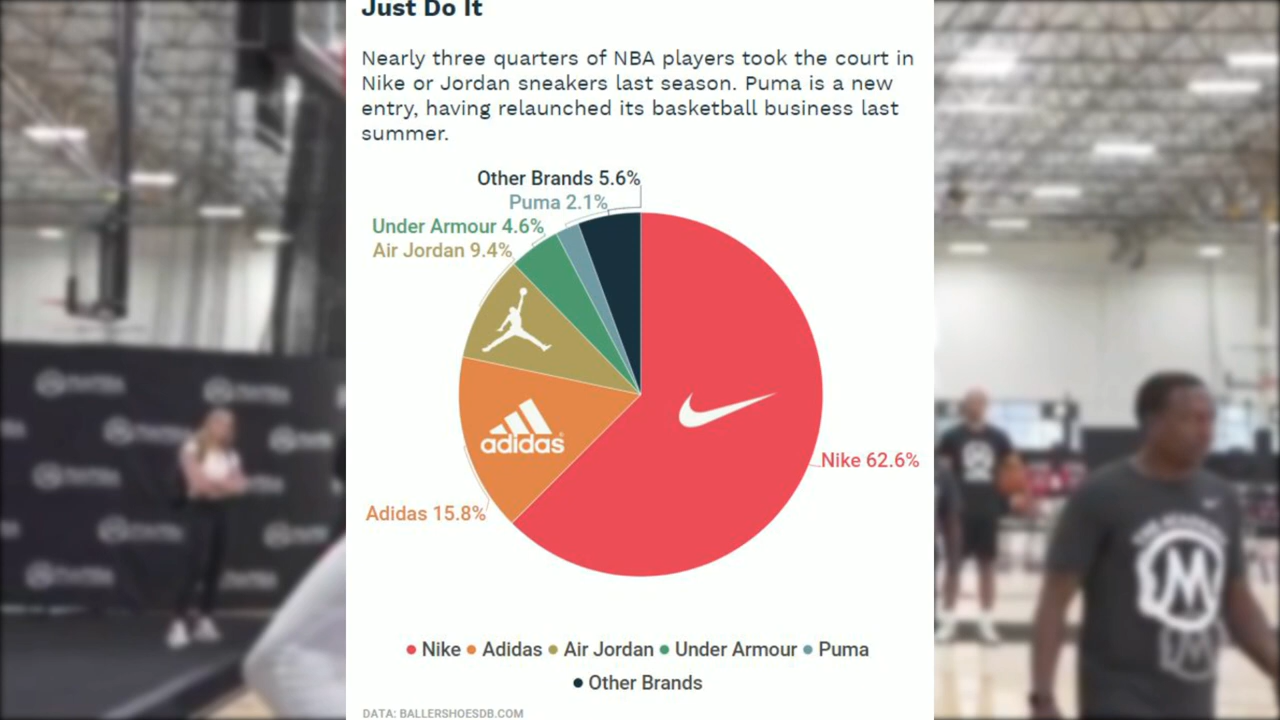 Just Do It
Nearly three quarters of NBA players took the court in
Nike or Jordan sneakers last season. Puma is a new
entry, having relaunched its basketball business last
summer.
Other Brands 5.6%
Puma 2.1%
Under Armour 4.6%
Air Jordan 9.4%
adidas
Nike 62.6%
Adidas 15.8%
Nike Adidas Air Jordan Under Armour Puma
Other Brands
DATA: BALLERSHOESDB.COM
M